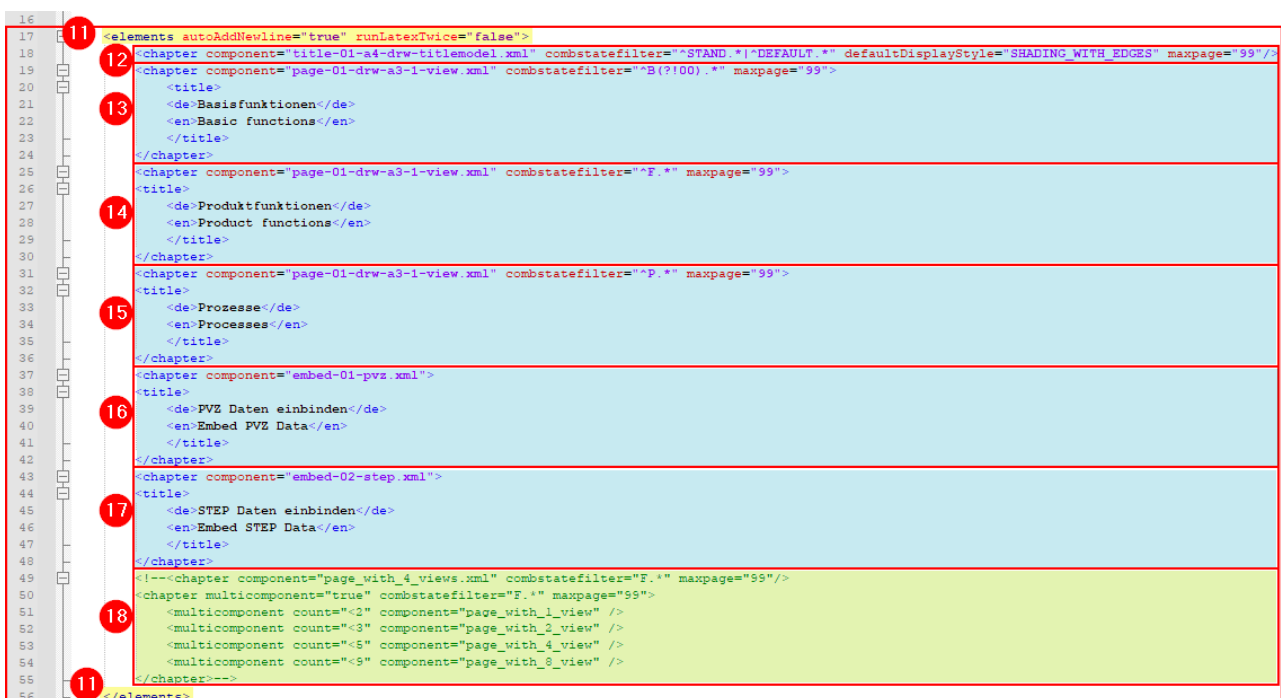 16
17 11 <elements autoAddNewline="true" runLatexTwice="false">
18 12 <chapter component="title-01-a4-drw-titlemodel.xml" combstatefilter="^STAND.*|^DEFAULT.*" defaultDisplayStyle="SHADING_WITH_EDGES" maxpage="99"/>
19 <chapter component="page-01-drw-a3-1-view.xml" combstatefilter="^B(?!00).*" maxpage="99">
20 <title>
21 13 <de>Basisfunktionen</de>
22 <en>Basic functions</en>
23 </title>
24 </chapter>
25 <chapter component="page-01-drw-a3-1-view.xml" combstatefilter="^F.*" maxpage="99">
26 <title>
27 14 <de>Produktfunktionen</de>
28 <en>Product functions</en>
29 </title>
30 </chapter>
31 <chapter component="page-01-drw-a3-1-view.xml" combstatefilter="^P.*" maxpage="99">
32 <title>
33 15 <de>Prozesse</de>
34 <en>Processes</en>
35 </title>
36 </chapter>
37 <chapter component="embed-01-pvz.xml">
38 <title>
39 16 <de>PVZ Daten einbinden</de>
40 <en>Embed PVZ Data</en>
41 </title>
42 </chapter>
43 <chapter component="embed-02-step.xml">
44 <title>
45 17 <de>STEP Daten einbinden</de>
46 <en>Embed STEP Data</en>
47 </title>
48 </chapter>
49 <!--<chapter component="page_with_4_views.xml" combstatefilter="F.*" maxpage="99"/>
50 <chapter multicomponent="true" combstatefilter="F.*" maxpage="99">
51 18 <multicomponent count="<2" component="page_with_1_view" />
52 <multicomponent count="<3" component="page_with_2_view" />
53 <multicomponent count="<5" component="page_with_4_view" />
54 <multicomponent count="<9" component="page_with_8_view" />
55 </chapter>-->
56 11 </elements>